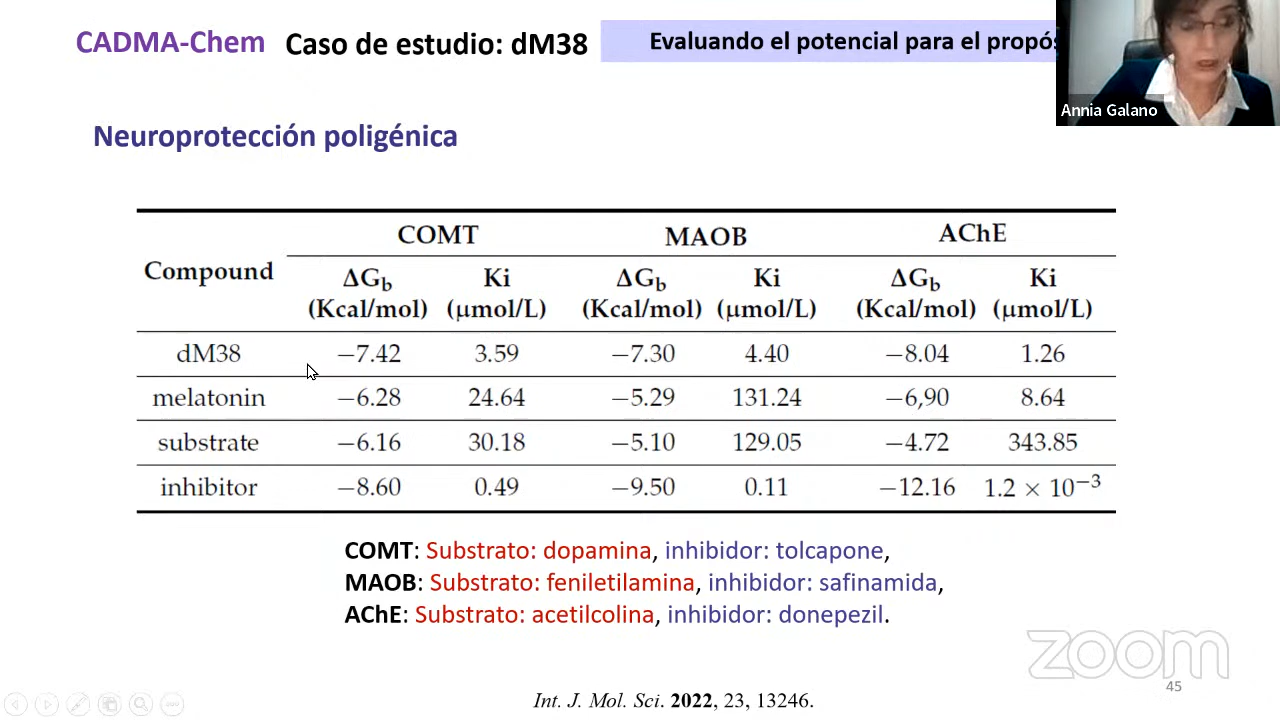 CADMA-Chem Caso de estudio: dM38 Evaluando el potencial para el propós
Annia Galano
Neuroprotección poligénica
COMT MAOB AChE
Compound ΔGb Ki ΔGb Ki ΔGb Ki
(Kcal/mol) (μmol/L) (Kcal/mol) (μmol/L) (Kcal/mol) (μmol/L)
dM38 −7.42 3.59 −7.30 4.40 −8.04 1.26
melatonin −6.28 24.64 −5.29 131.24 −6,90 8.64
substrate −6.16 30.18 −5.10 129.05 −4.72 343.85
inhibitor −8.60 0.49 −9.50 0.11 −12.16 1.2 × 10−3
COMT: Substrato: dopamina, inhibidor: tolcapone,
MAOB: Substrato: feniletilamina, inhibidor: safinamida,
AChE: Substrato: acetilcolina, inhibidor: donepezil.
zoom
45
Int. J. Mol. Sci. 2022, 23, 13246.